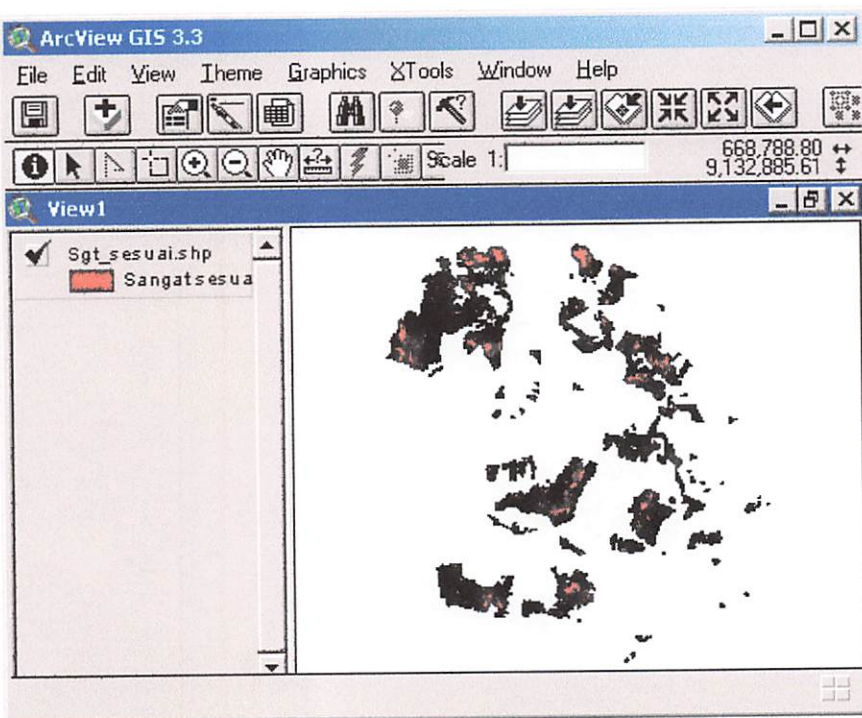 ArcView GIS 3.3
File Edit View Theme Graphics XTools Window Help
Scale 1: 668,788.80
9,132,885.61
View1
Sgt_sesuai.shp
Sangatsesua